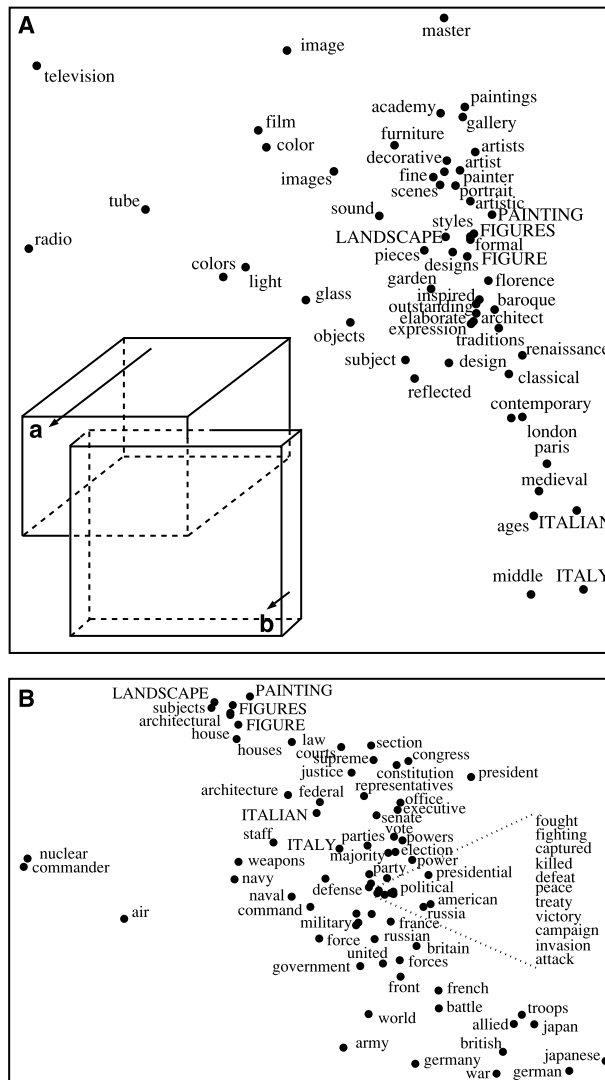 A
master
image
television
paintings
academy
gallery
film
furniture
color
artists
decorative
artist
images
fine
painter
scenes
portrait
tube
artistic
sound
PAINTING
styles
FIGURES
LANDSCAPE
radio
formal
pieces
FIGURE
designs
colors
light
garden
florence
inspired
glass
baroque
outstanding
elaborate
architect
expression
objects
traditions
renaissance
subject
design
classical
reflected
contemporary
a
london
paris
medieval
ages
ITALIAN
middle
ITALY
b
B
LANDSCAPE
PAINTING
subjects
FIGURES
architectural
FIGURE
house
houses
law
section
courts
supreme
congress
justice
constitution
president
representatives
architecture
federal
office
executive
ITALIAN
senate
fought
staff
parties
vote
powers
fighting
ITALY
captured
nuclear
majority
election
killed
commander
weapons
power
defeat
party
presidential
navy
defense
political
peace
naval
american
treaty
command
russia
victory
military
france
campaign
force
russian
britain
invasion
united
attack
government
forces
front
french
battle
troops
world
allied
japan
army
british
germany
japanese
war
german